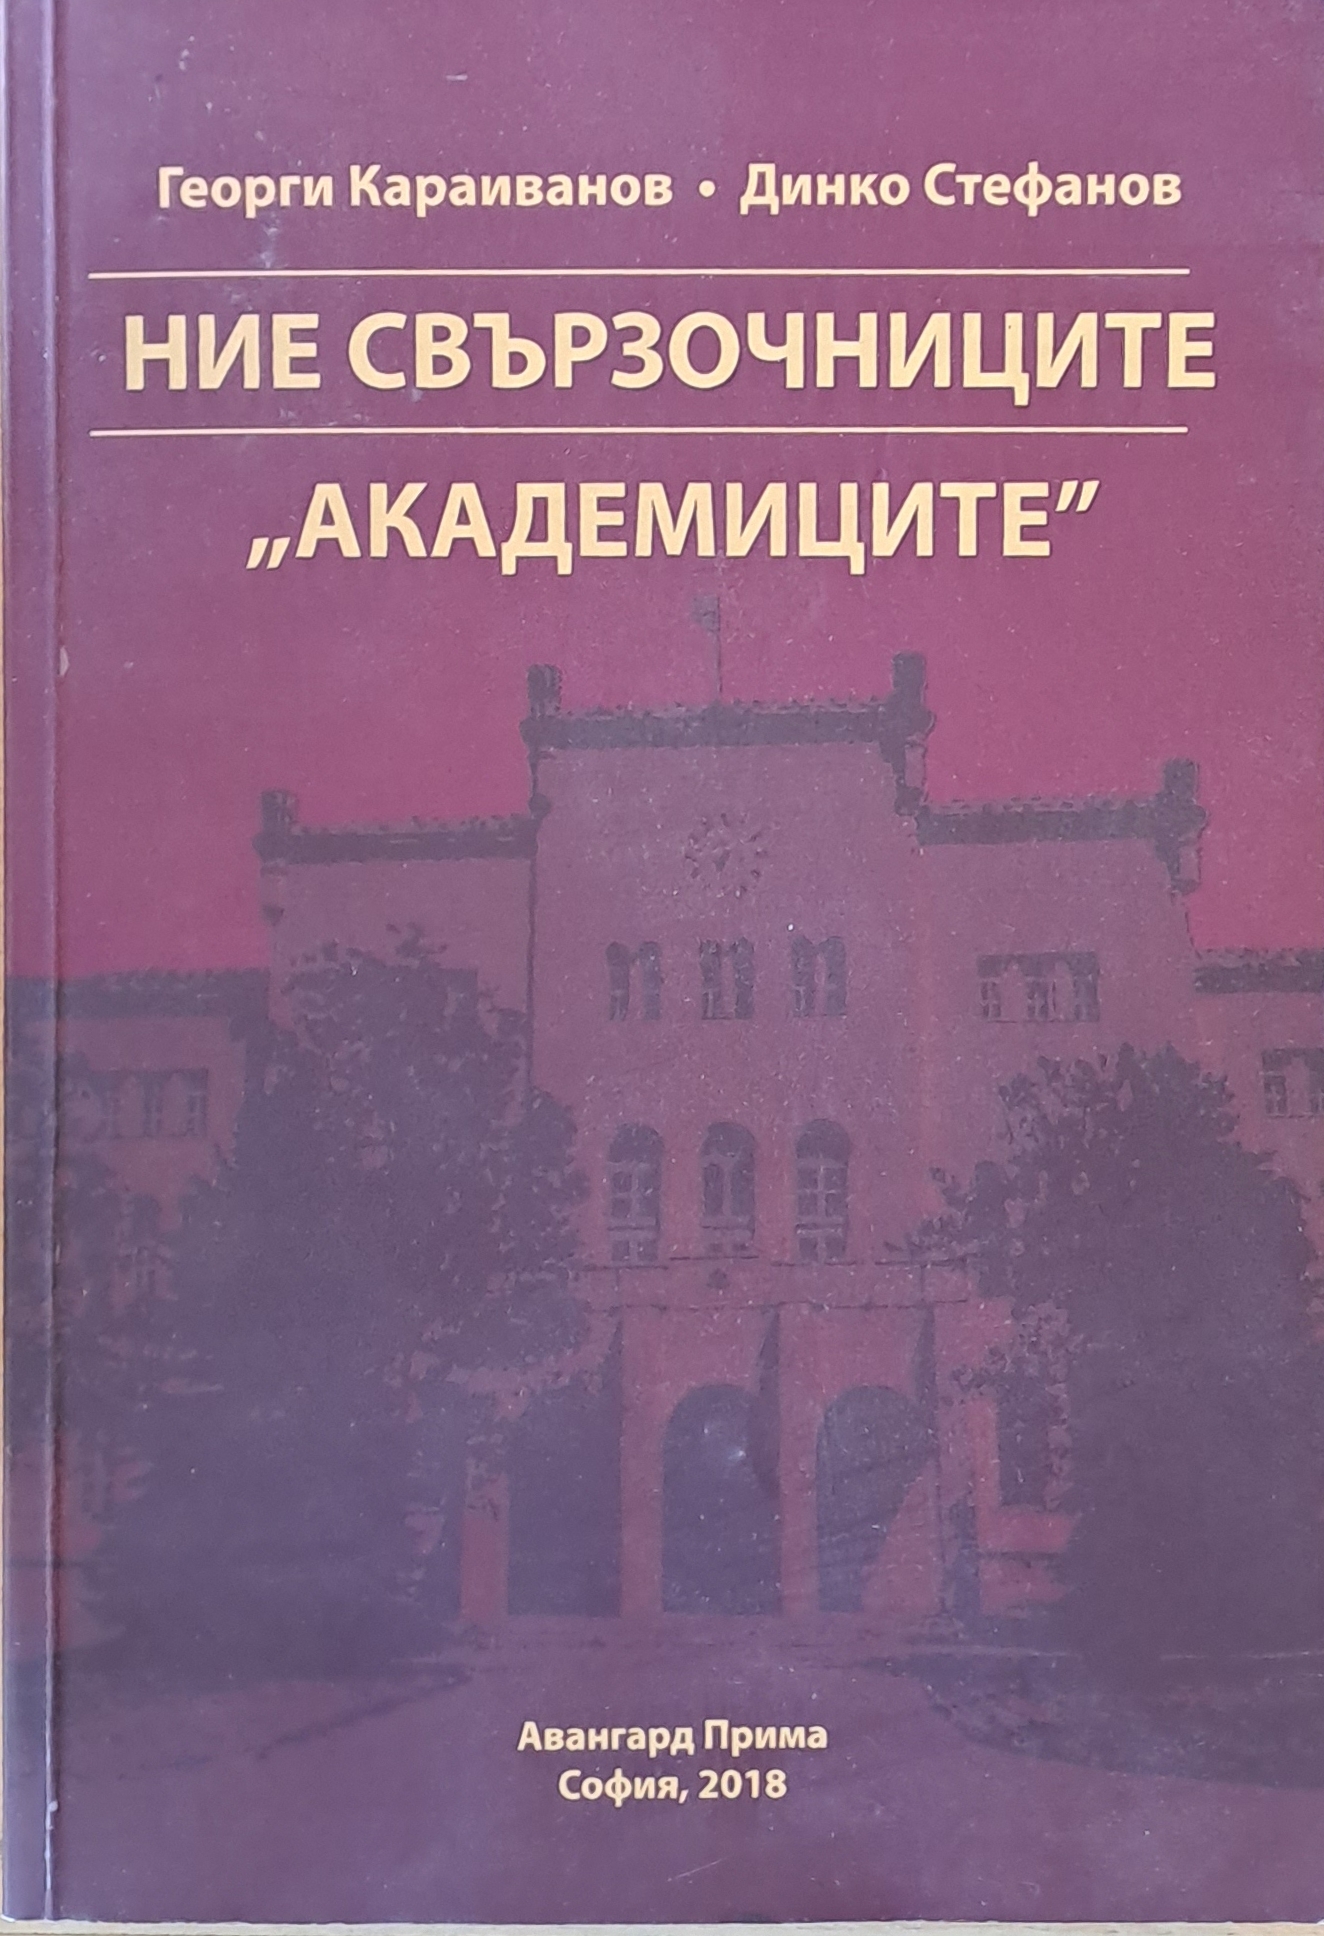 Георги Караиванов • Динко Стефанов
НИЕ СВЪРЗОЧНИЦИТЕ
„АКАДЕМИЦИТЕ”
Авангард Прима
София, 2018